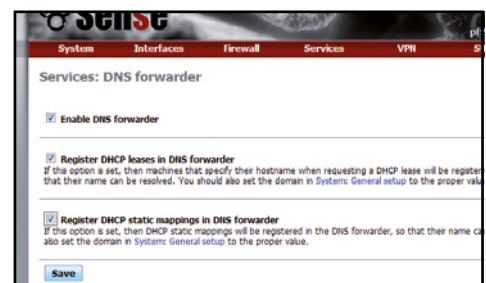 sense
System Interfaces Firewall Services VPN
Services: DNS forwarder
Enable DNS forwarder
Register DHCP leases in DNS forwarder
If this option is set, then machines that specify their hostname when requesting a DHCP lease will be register
that their name can be resolved. You should also set the domain in System: General setup to the proper valu
Register DHCP static mappings in DNS forwarder
If this option is set, then DHCP static mappings will be registered in the DNS forwarder, so that their name ca
also set the domain in System: General setup to the proper value.
Save